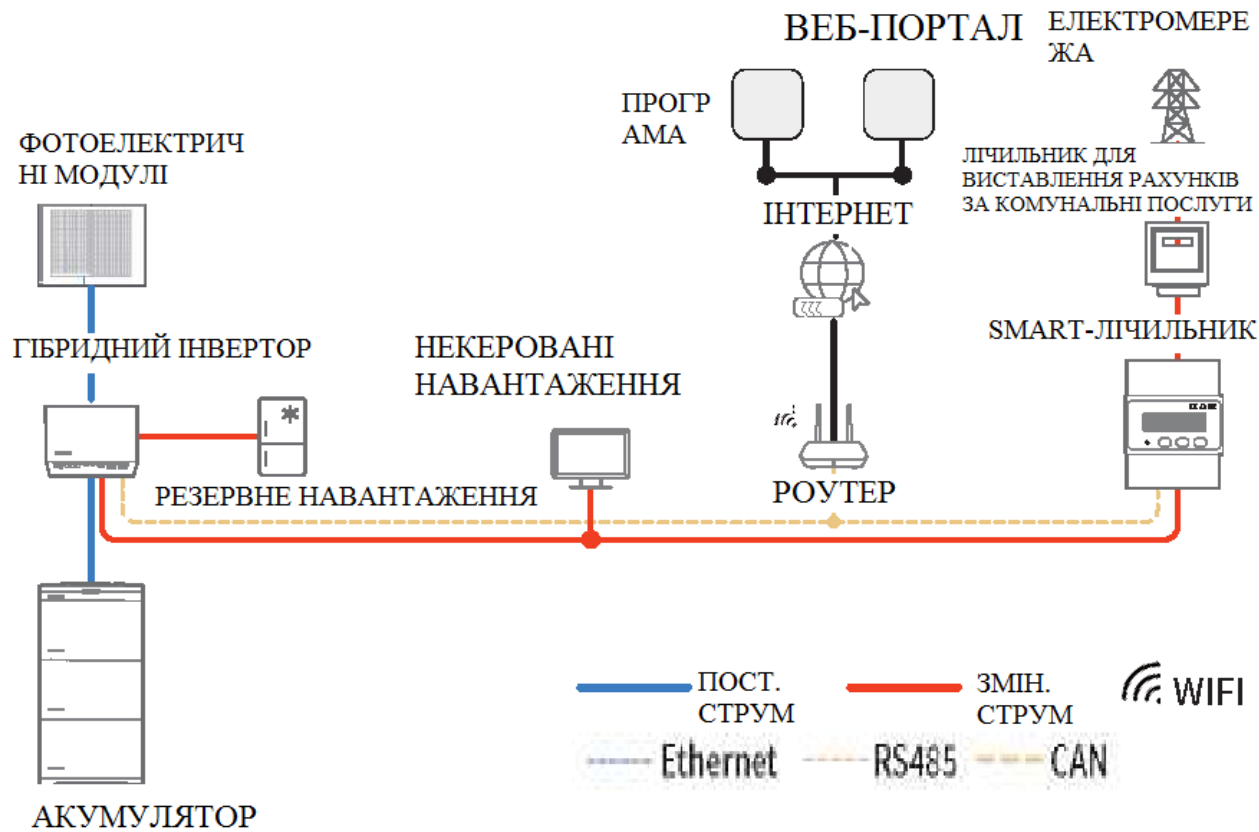 ВЕБ-ПОРТАЛ
ЕЛЕКТРОМЕРЕ
ЖА
ПРОГР
АМА
ФОТОЕЛЕКТРИЧ
НІ МОДУЛІ
ЛІЧИЛЬНИК ДЛЯ
ВИСТАВЛЕННЯ РАХУНКІВ
ЗА КОМУНАЛЬНІ ПОСЛУГИ
ІНТЕРНЕТ
SMART-ЛІЧИЛЬНИК
ГІБРИДНИЙ ІНВЕРТОР
НЕКЕРОВАНІ
НАВАНТАЖЕННЯ
РЕЗЕРВНЕ НАВАНТАЖЕННЯ
РОУТЕР
ПОСТ.
СТРУМ
ЗМІН.
СТРУМ
WIFI
Ethernet
RS485
CAN
АКУМУЛЯТОР